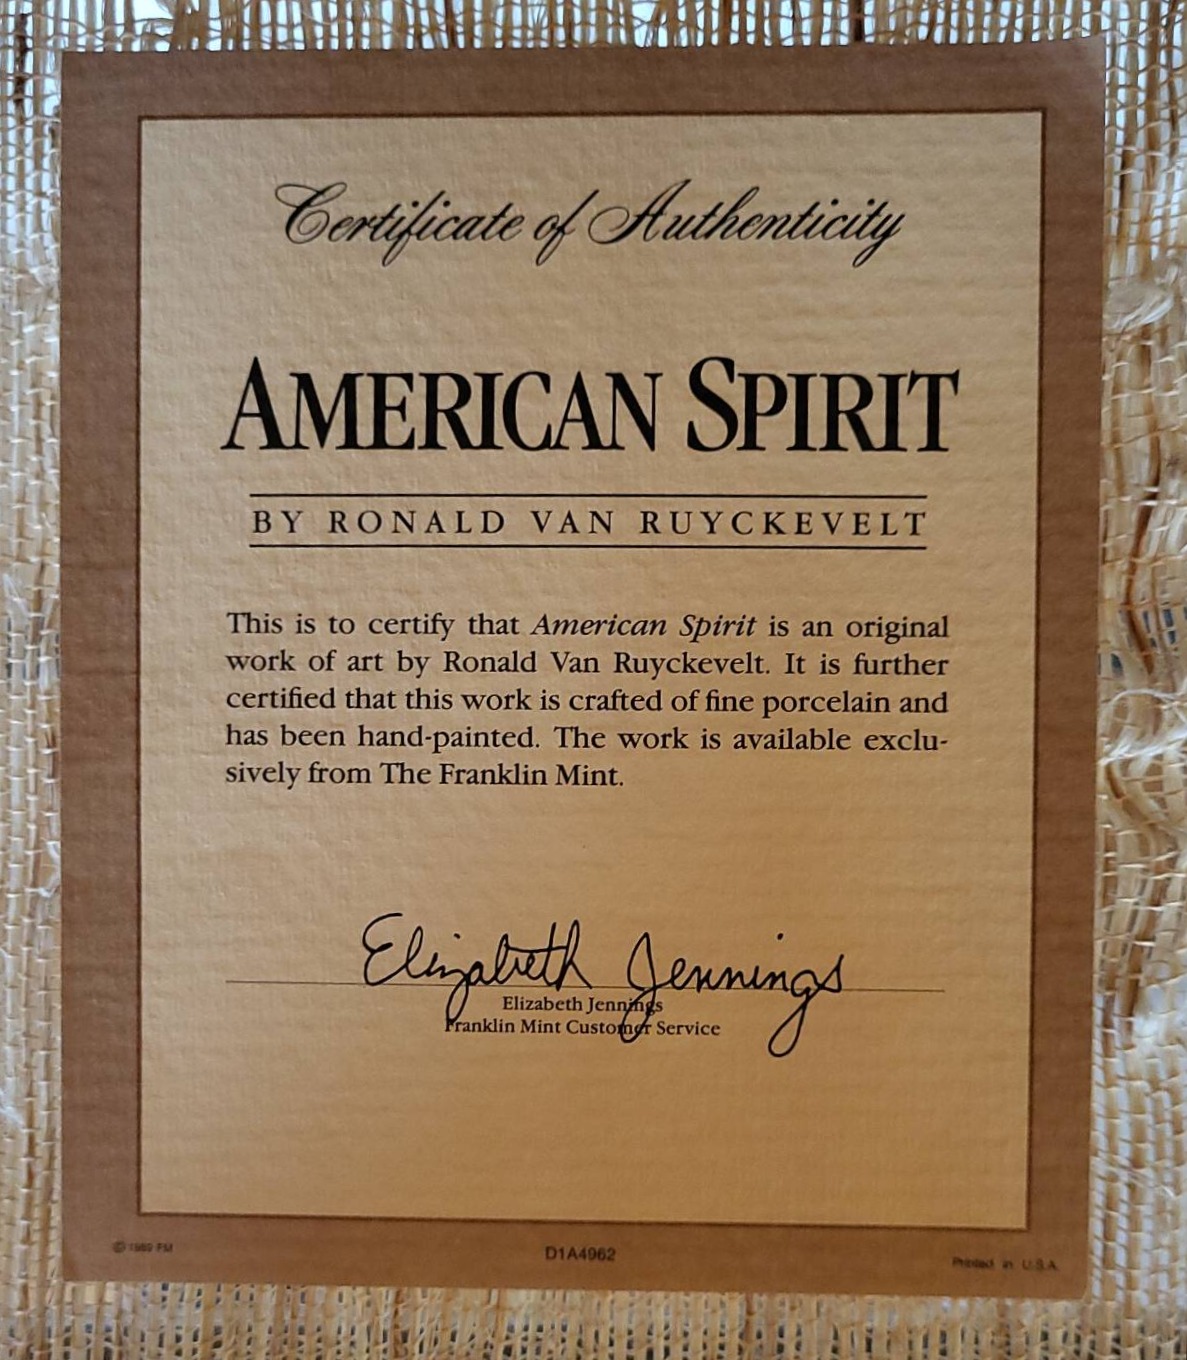 Certificate of Authenticity
AMERICAN SPIRIT
BY RONALD VAN RUYCKEVELT
This is to certify that American Spirit is an original
work of art by Ronald Van Ruyckevelt. It is further
certified that this work is crafted of fine porcelain and
has been hand-painted. The work is available exclu-
sively from The Franklin Mint.
Elizabeth Jennings
Elizabeth Jennings
Franklin Mint Customer Service
© 1989 FM
D1A4962
Printed in U.S.A.